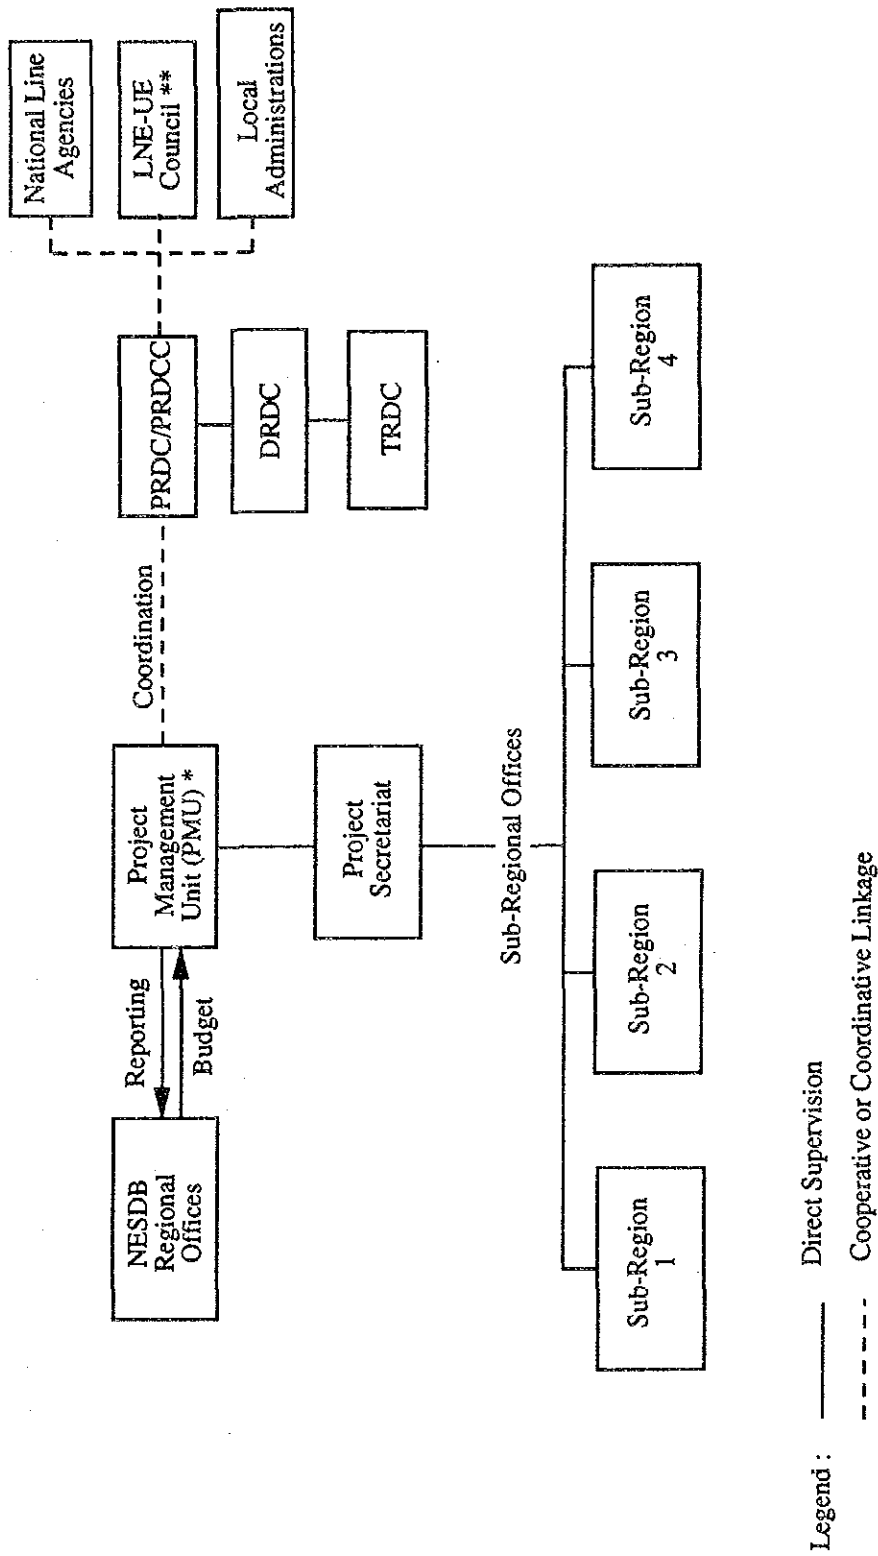 NESDB
Regional
Offices
Reporting
Budget
Project
Management
Unit (PMU) *
Coordination
PRDC/PRDCC
DRDC
TRDC
National Line
Agencies
LNE-UE
Council **
Local
Administrations
Project
Secretariat
Sub-Regional Offices
Sub-Region
1
Sub-Region
2
Sub-Region
3
Sub-Region
4
Legend :
Direct Supervision
Cooperative or Coordinative Linkage